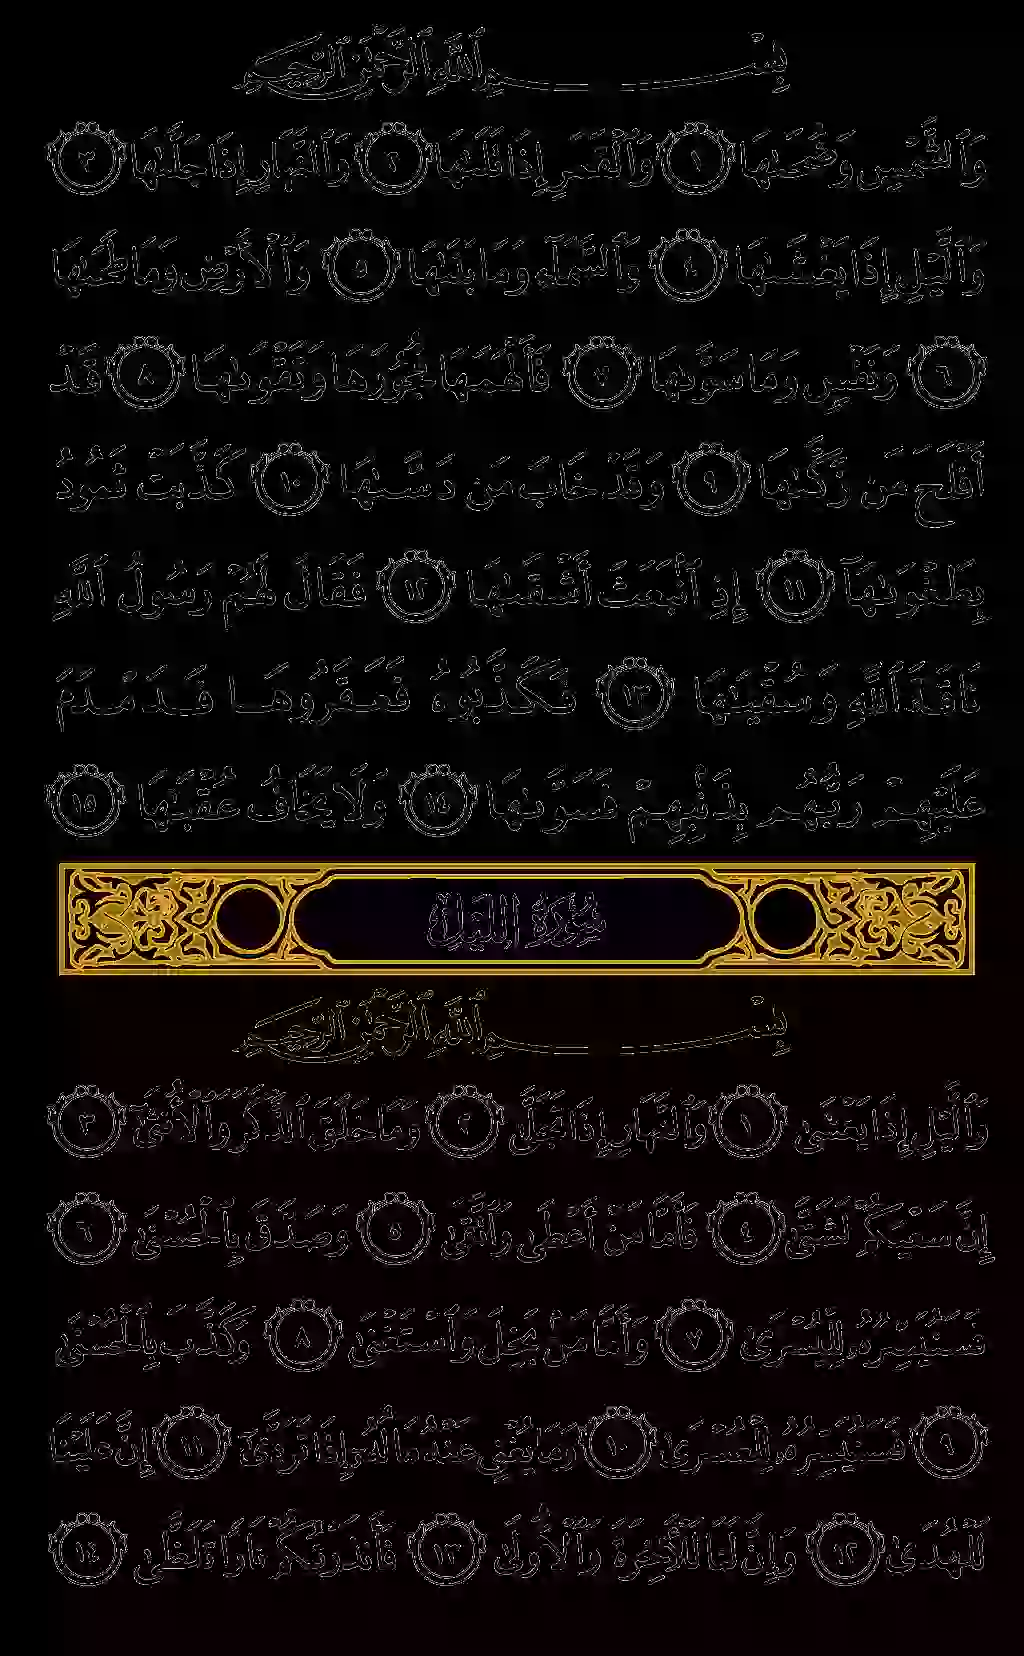 بِسْمِ ٱللَّهِ ٱلرَّحْمَٰنِ ٱلرَّحِيمِ
وَٱلشَّمْسِ وَضُحَىٰهَا ١ وَٱلْقَمَرِ إِذَا تَلَىٰهَا ٢ وَٱلنَّهَارِ إِذَا جَلَّىٰهَا ٣
وَٱلَّيْلِ إِذَا يَغْشَىٰهَا ٤ وَٱلسَّمَآءِ وَمَا بَنَىٰهَا ٥ وَٱلْأَرْضِ وَمَا طَحَىٰهَا
٦ وَنَفْسٍ وَمَا سَوَّىٰهَا ٧ فَأَلْهَمَهَا فُجُورَهَا وَتَقْوَىٰهَا ٨ قَدْ
أَفْلَحَ مَن زَكَّىٰهَا ٩ وَقَدْ خَابَ مَن دَسَّىٰهَا ١٠ كَذَّبَتْ ثَمُودُ
بِطَغْوَىٰهَآ ١١ إِذِ ٱنۢبَعَثَ أَشْقَىٰهَا ١٢ فَقَالَ لَهُمْ رَسُولُ ٱللَّهِ
نَاقَةَ ٱللَّهِ وَسُقْيَٰهَا ١٣ فَكَذَّبُوهُ فَعَقَرُوهَا فَدَمْدَمَ
عَلَيْهِمْ رَبُّهُم بِذَنۢبِهِمْ فَسَوَّىٰهَا ١٤ وَلَا يَخَافُ عُقْبَٰهَا ١٥
سُورَةُ اللَّيْلِ
بِسْمِ ٱللَّهِ ٱلرَّحْمَٰنِ ٱلرَّحِيمِ
وَٱلَّيْلِ إِذَا يَغْشَىٰ ١ وَٱلنَّهَارِ إِذَا تَجَلَّىٰ ٢ وَمَا خَلَقَ ٱلذَّكَرَ وَٱلْأُنثَىٰٓ ٣
إِنَّ سَعْيَكُمْ لَشَتَّىٰ ٤ فَأَمَّا مَنْ أَعْطَىٰ وَٱتَّقَىٰ ٥ وَصَدَّقَ بِٱلْحُسْنَىٰ ٦
فَسَنُيَسِّرُهُۥ لِلْيُسْرَىٰ ٧ وَأَمَّا مَنۢ بَخِلَ وَٱسْتَغْنَىٰ ٨ وَكَذَّبَ بِٱلْحُسْنَىٰ
٩ فَسَنُيَسِّرُهُۥ لِلْعُسْرَىٰ ١٠ وَمَا يُغْنِى عَنْهُ مَالُهُۥٓ إِذَا تَرَدَّىٰٓ ١١ إِنَّ عَلَيْنَا
لَلْهُدَىٰ ١٢ وَإِنَّ لَنَا لَلْءَاخِرَةَ وَٱلْأُولَىٰ ١٣ فَأَنذَرْتُكُمْ نَارًا تَلَظَّىٰ ١٤